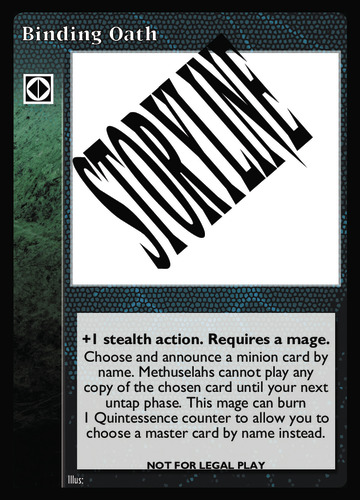 Binding Oath
STORYLINE
+1 stealth action. Requires a mage.
Choose and announce a minion card by
name. Methuselahs cannot play any
copy of the chosen card until your next
untap phase. This mage can burn
1 Quintessence counter to allow you to
choose a master card by name instead.
NOT FOR LEGAL PLAY
Illus: